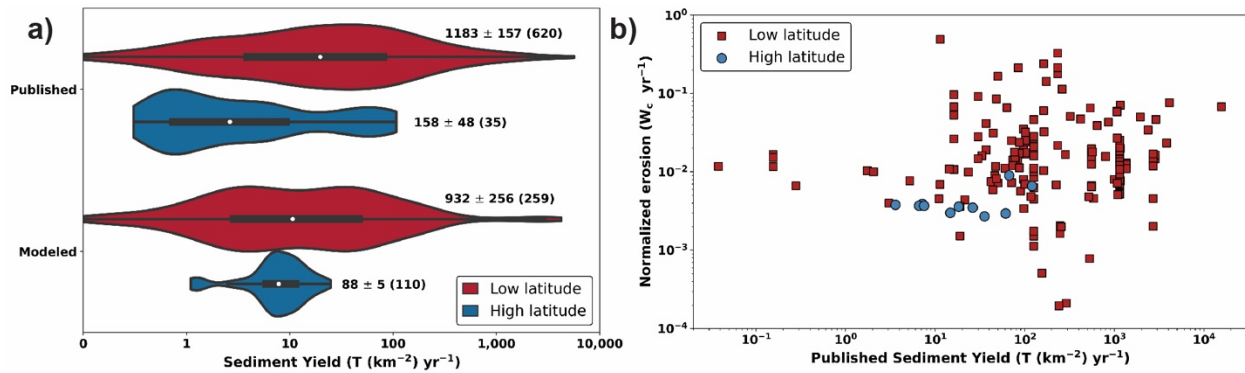 a)
1183 ± 157 (620)
Published
158 ± 48 (35)
932 ± 256 (259)
Modeled
88 ± 5 (110)
Low latitude
High latitude
0 1 10 100 1,000 10,000
Sediment Yield (T (km⁻²) yr⁻¹)
b)
10⁰
10⁻¹
10⁻²
10⁻³
10⁻⁴
Normalized erosion (W_c yr⁻¹)
Low latitude
High latitude
10⁻¹ 10⁰ 10¹ 10² 10³ 10⁴
Published Sediment Yield (T (km⁻²) yr⁻¹)